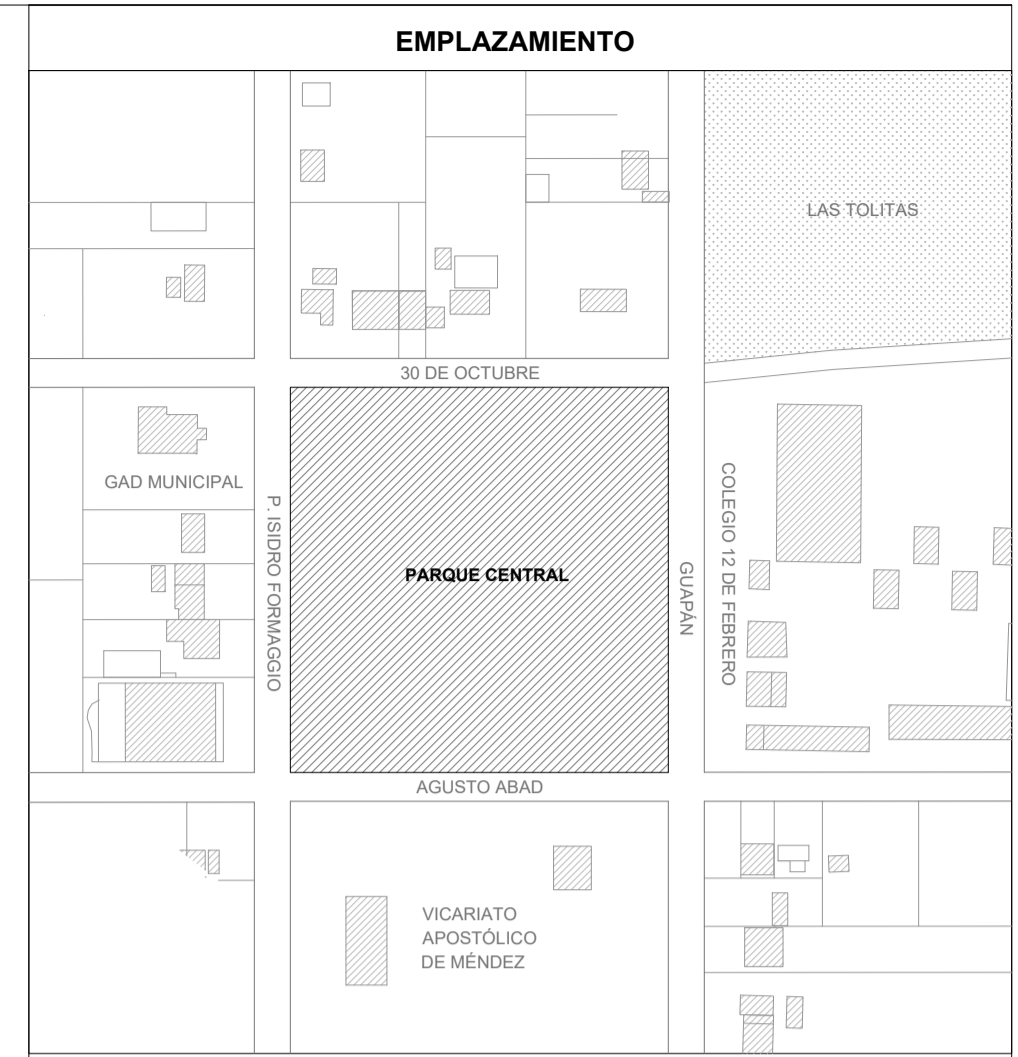 EMPLAZAMIENTO
LAS TOLITAS
30 DE OCTUBRE
GAD MUNICIPAL
P. ISIDRO FORMAGGIO
PARQUE CENTRAL
GUAPÁN
COLEGIO 12 DE FEBRERO
AGUSTO ABAD
VICARIATO
APOSTÓLICO
DE MÉNDEZ